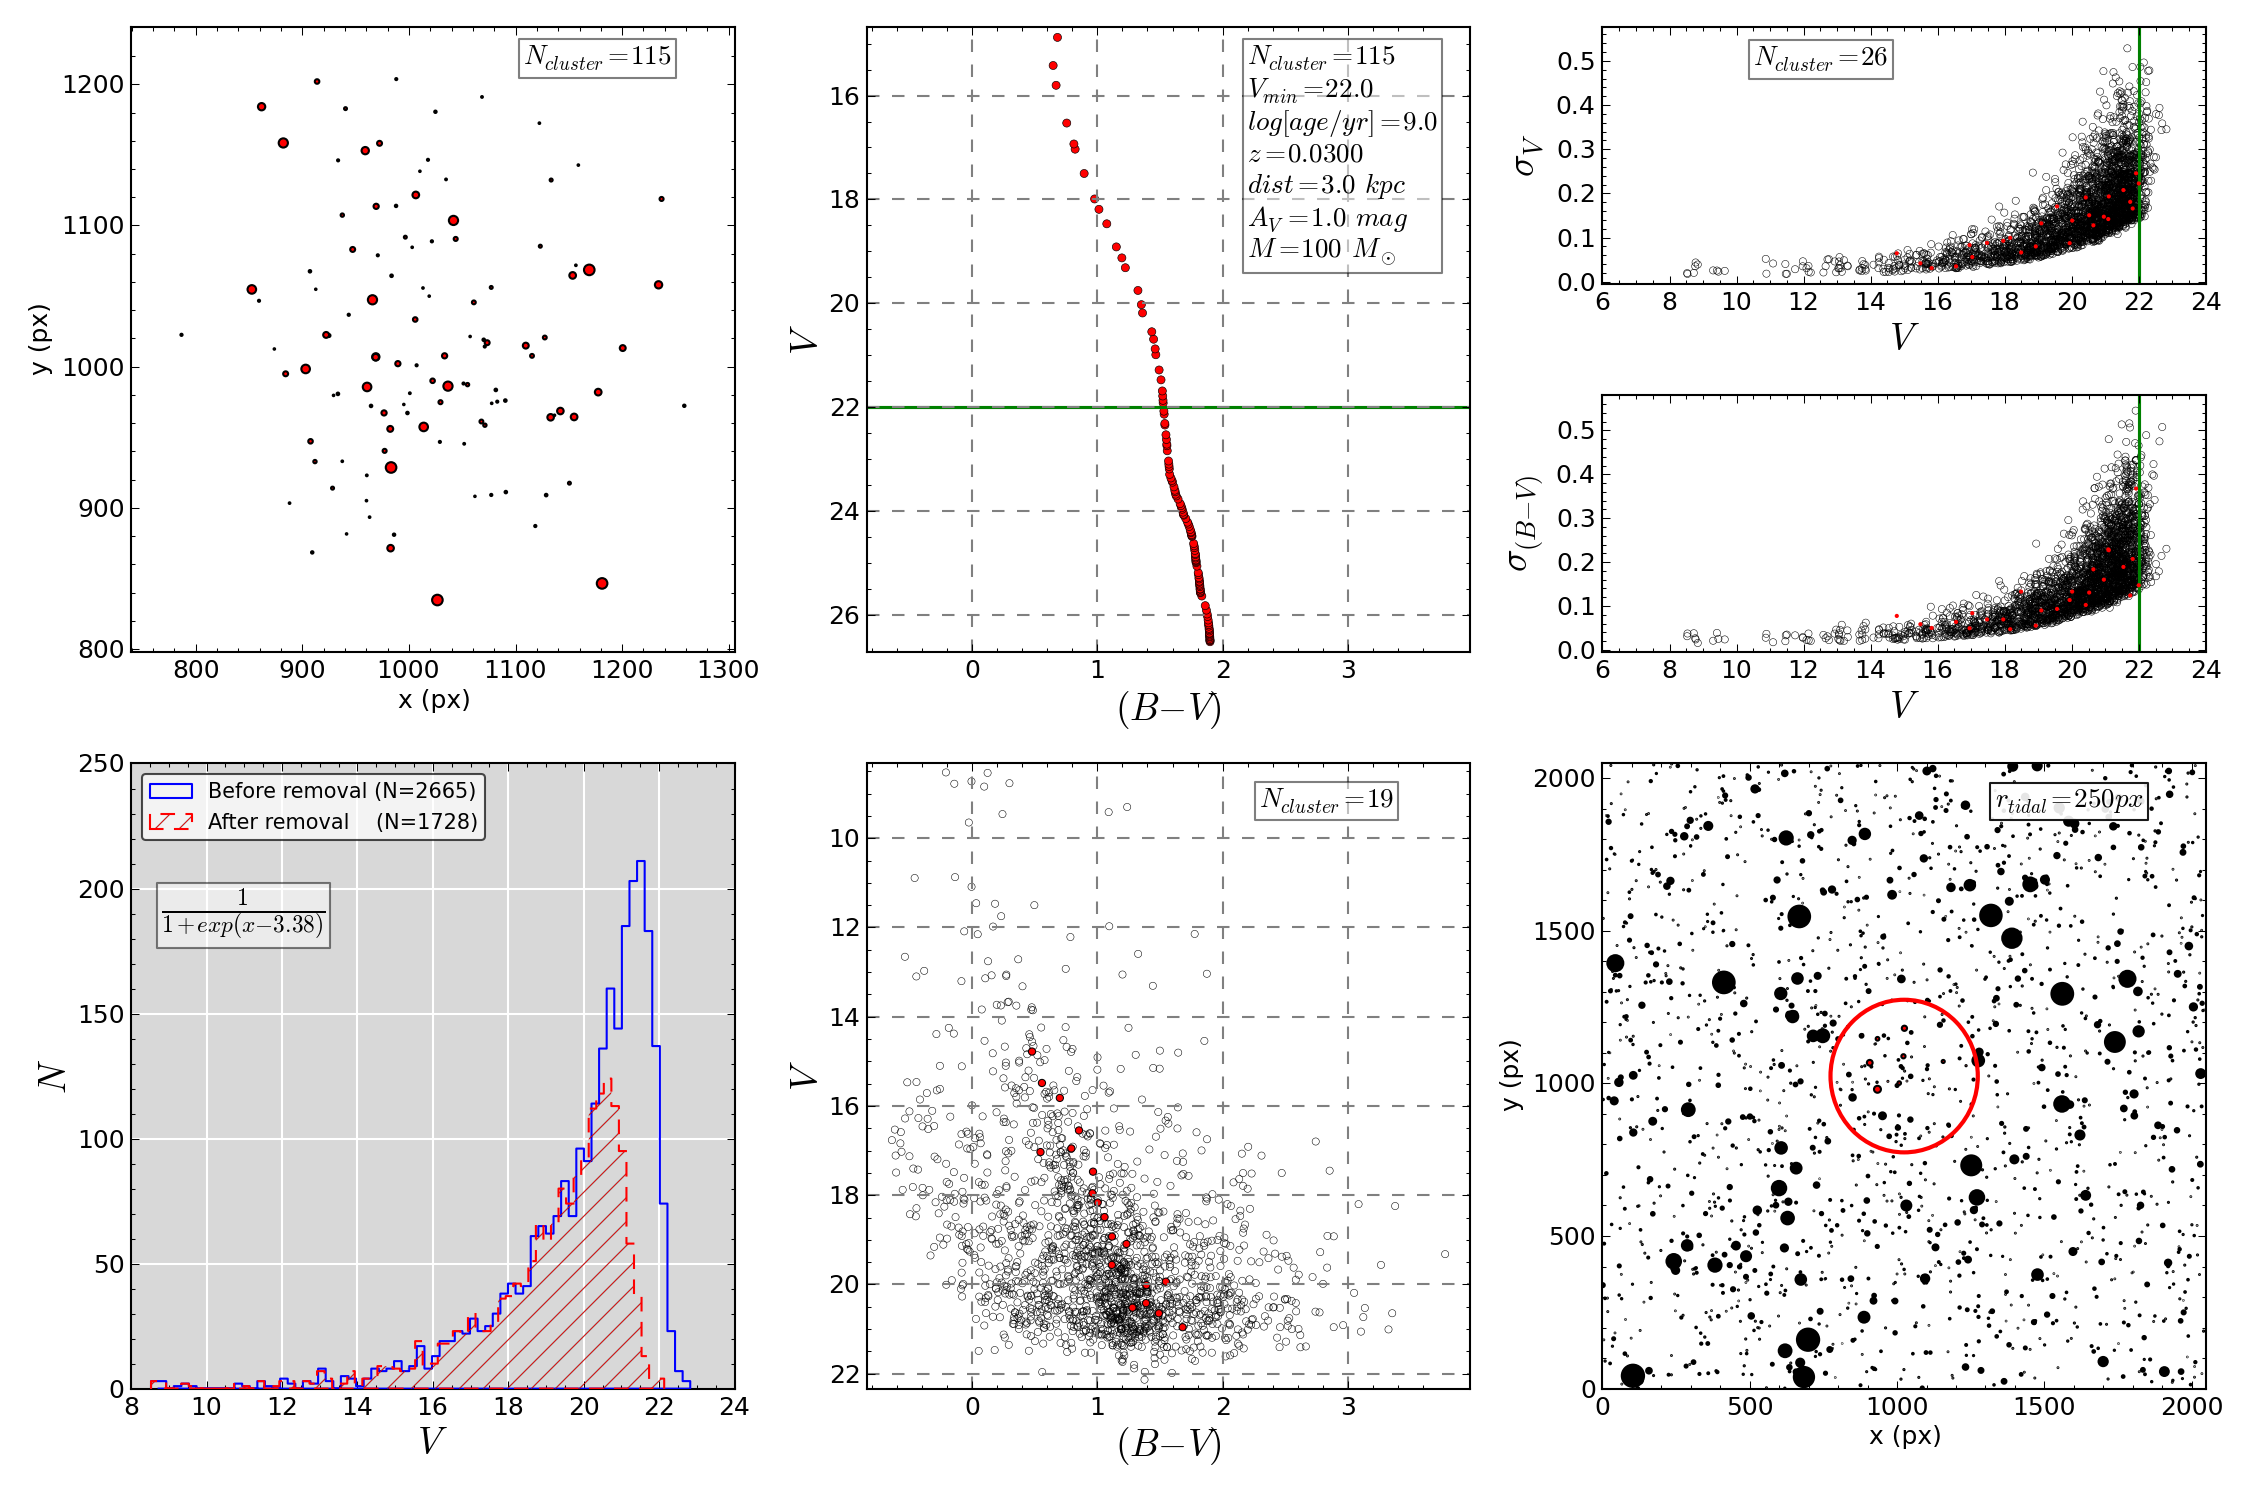 N_cluster=115
1200
1100
1000
900
800
800 900 1000 1100 1200 1300
x (px)
y (px)
N_cluster=115
V_min=22.0
log[age/yr]=9.0
z=0.0300
dist=3.0 kpc
A_V=1.0 mag
M=100 M_⊙
16
18
20
22
24
26
0 1 2 3
(B−V)
V
N_cluster=26
0.5
0.4
0.3
0.2
0.1
0.0
6 8 10 12 14 16 18 20 22 24
V
σ_V
0.5
0.4
0.3
0.2
0.1
0.0
6 8 10 12 14 16 18 20 22 24
V
σ_(B−V)
250
200
150
100
50
0
Before removal (N=2665)
After removal (N=1728)
1
1+exp(x−3.38)
8 10 12 14 16 18 20 22 24
V
N
N_cluster=19
10
12
14
16
18
20
22
0 1 2 3
(B−V)
V
r_tidal=250px
2000
1500
1000
500
0
0 500 1000 1500 2000
x (px)
y (px)